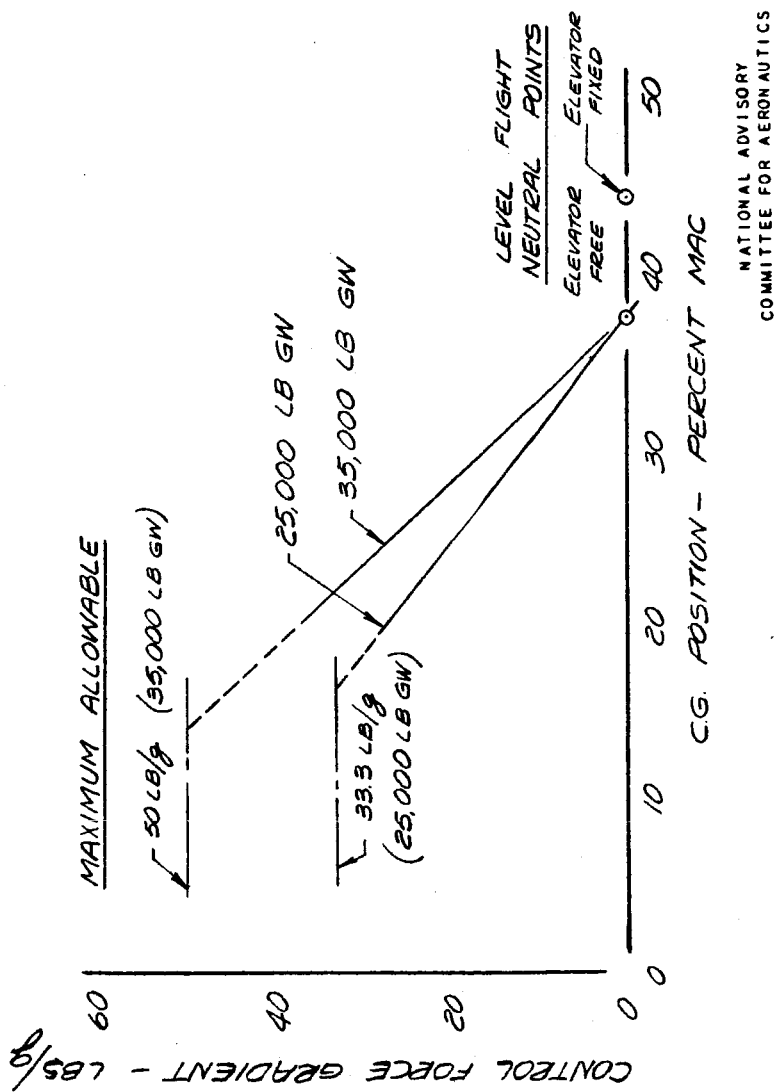 CONTROL FORCE GRADIENT - LBS/g
60
40
20
0
MAXIMUM ALLOWABLE
50 LB/g (35,000 LB GW)
33.3 LB/g
(25,000 LB GW)
25,000 LB GW
35,000 LB GW
LEVEL FLIGHT
NEUTRAL POINTS
ELEVATOR
FREE
ELEVATOR
FIXED
0
10
20
30
40
50
C.G. POSITION - PERCENT MAC
NATIONAL ADVISORY
COMMITTEE FOR AERONAUTICS